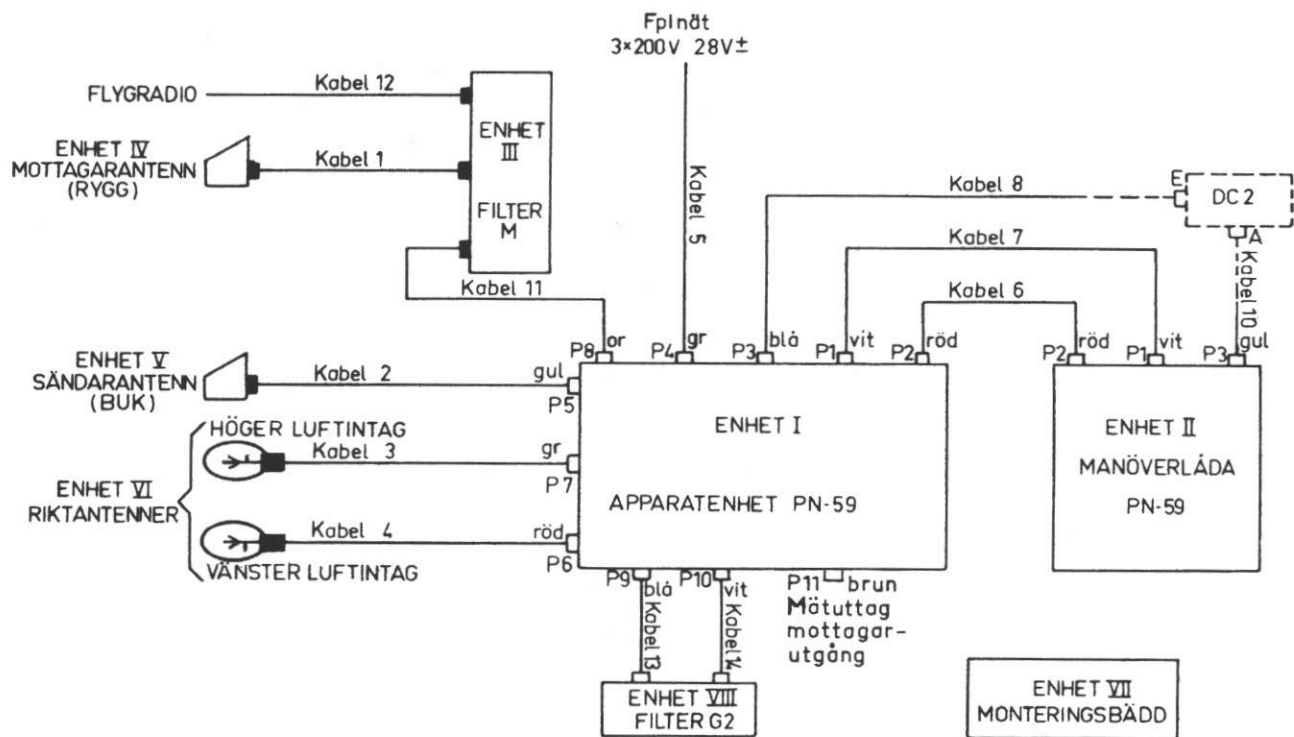 Fplnät
3×200V 28V±
FLYGRADIO
Kabel 12
ENHET IV
MOTTAGARANTENN
(RYGG)
Kabel 1
ENHET
III
FILTER
M
Kabel 11
Kabel 5
Kabel 8
E
DC 2
A
Kabel 7
Kabel 10
Kabel 6
P8 or
P4 gr
P3 blå
P1 vit
P2 röd
P2 röd
P1 vit
P3 gul
ENHET V
SÄNDARANTENN
(BUK)
Kabel 2
gul
P5
HÖGER LUFTINTAG
Kabel 3
gr
P7
ENHET VI
RIKTANTENNER
Kabel 4
röd
P6
VÄNSTER LUFTINTAG
ENHET I
APPARATENHET PN-59
ENHET II
MANÖVERLÅDA
PN-59
P9 blå
P10 vit
P11 brun
Mätuttag
mottagar-
utgång
Kabel 13
Kabel 14
ENHET VIII
FILTER G2
ENHET VII
MONTERINGSBÄDD